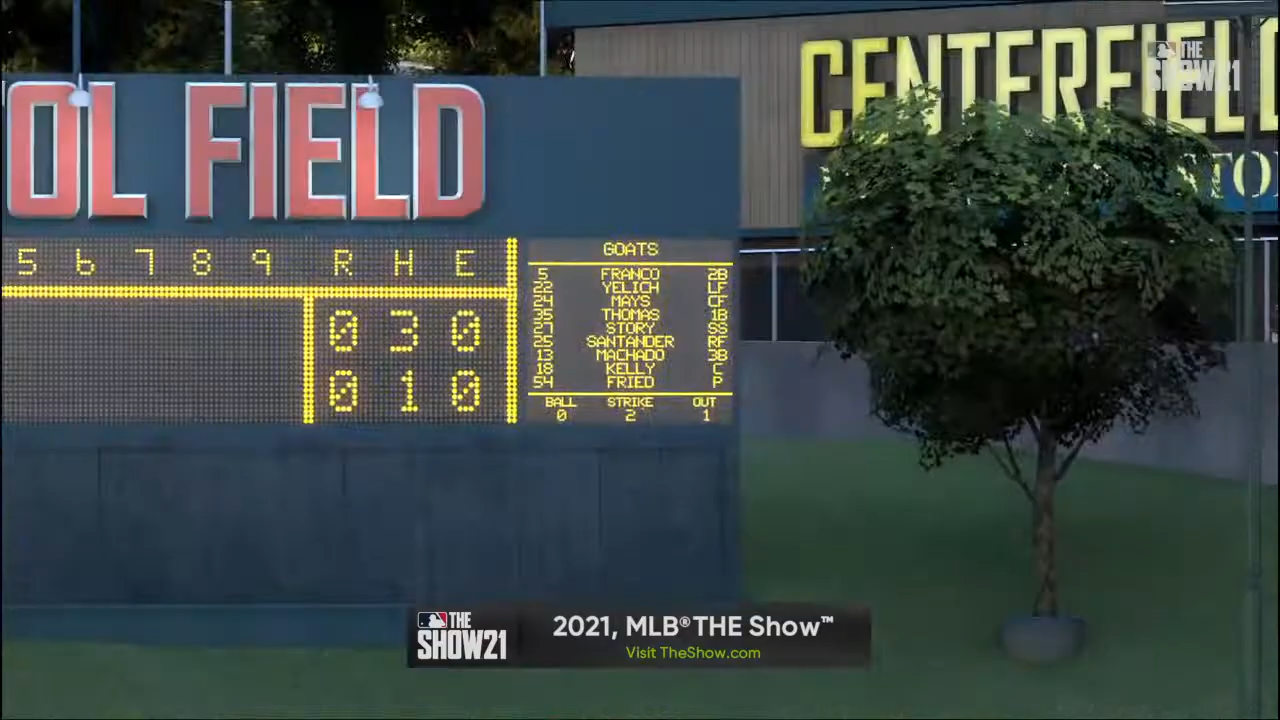 OL FIELD
CENTERFIEL
STO
THE
SHOW21
5 6 7 8 9 R H E
0 3 0
0 1 0
GOATS
5 FRANCO 2B
22 YELICH LF
24 MAYS CF
35 THOMAS 1B
27 STORY SS
25 SANTANDER RF
13 MACHADO 3B
18 KELLY C
54 FRIED P
BALL STRIKE OUT
0 2 1
THE
SHOW21
2021, MLB® THE Show™
Visit TheShow.com